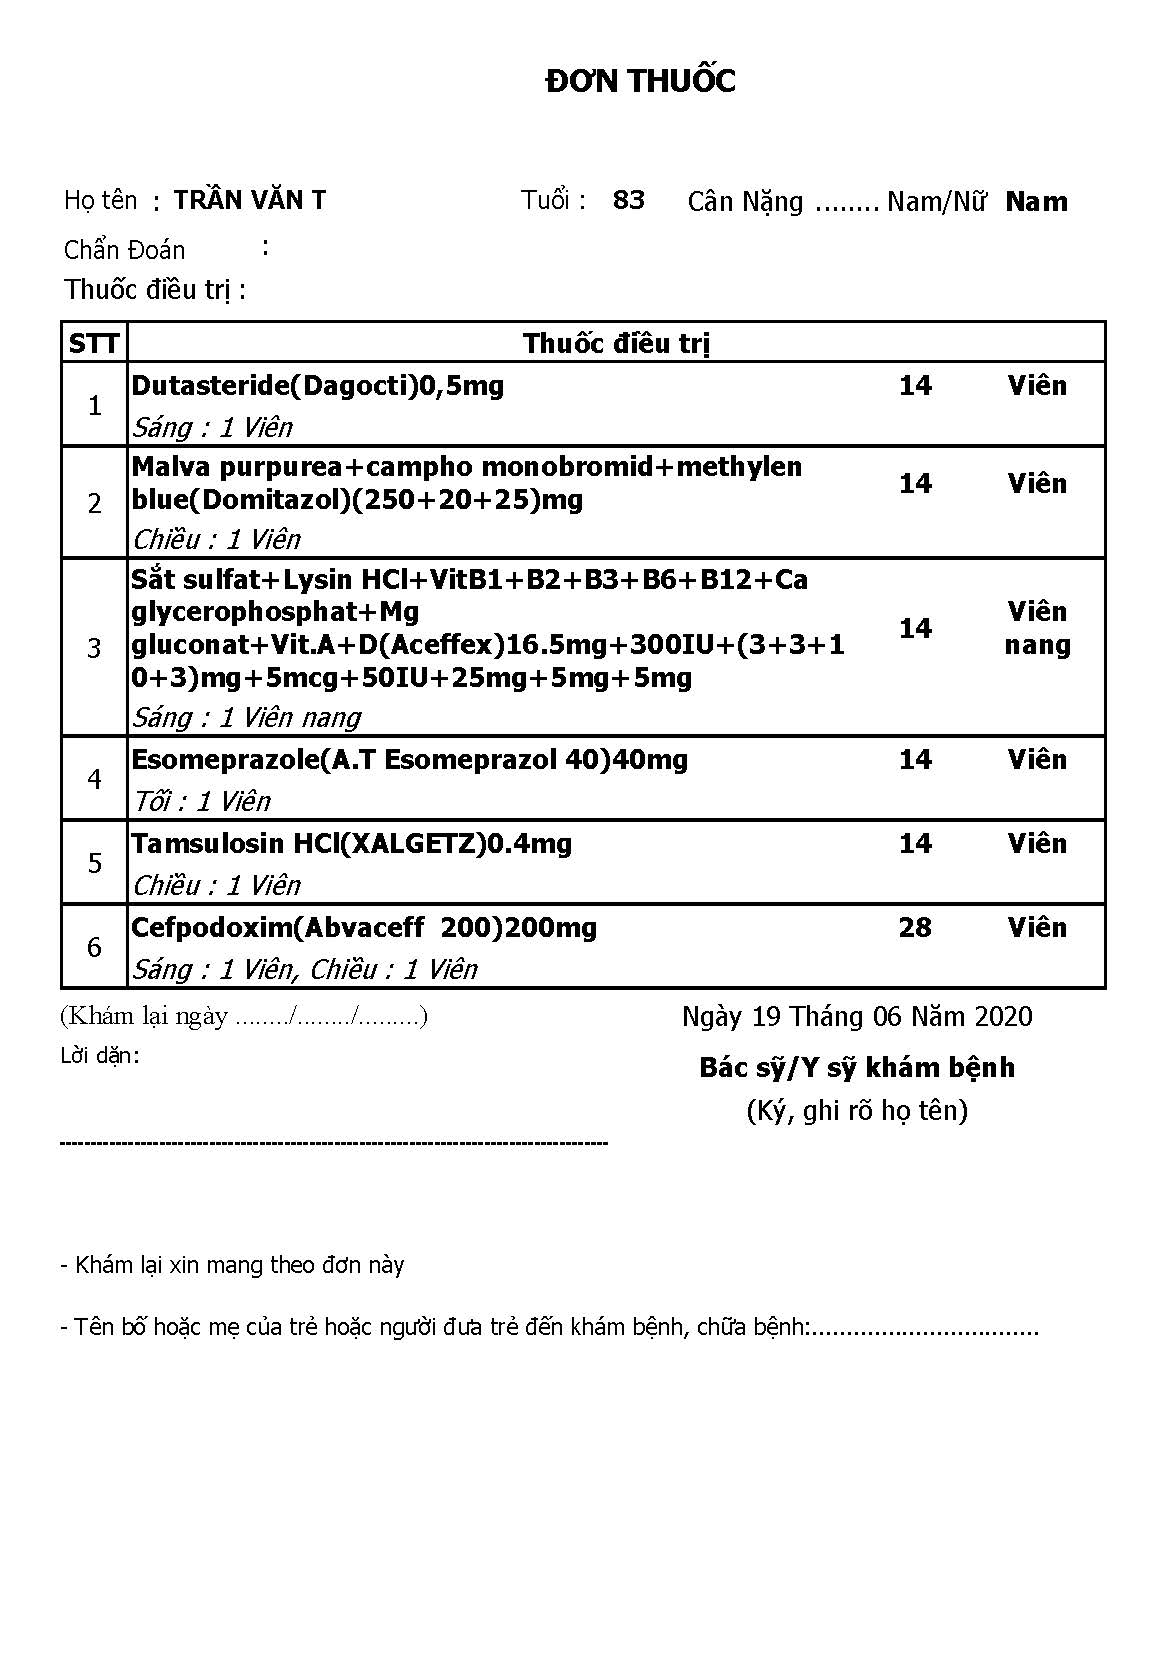 ĐƠN THUỐC
Họ tên : TRẦN VĂN T Tuổi : 83 Cân Nặng ........ Nam/Nữ Nam
Chẩn Đoán :
Thuốc điều trị :
STT Thuốc điều trị
1 Dutasteride(Dagocti)0,5mg 14 Viên
Sáng : 1 Viên
Malva purpurea+campho monobromid+methylen
2 blue(Domitazol)(250+20+25)mg 14 Viên
Chiều : 1 Viên
Sắt sulfat+Lysin HCl+VitB1+B2+B3+B6+B12+Ca
glycerophosphat+Mg
3 gluconat+Vit.A+D(Aceffex)16.5mg+300IU+(3+3+1 14 Viên nang
0+3)mg+5mcg+50IU+25mg+5mg+5mg
Sáng : 1 Viên nang
4 Esomeprazole(A.T Esomeprazol 40)40mg 14 Viên
Tối : 1 Viên
5 Tamsulosin HCl(XALGETZ)0.4mg 14 Viên
Chiều : 1 Viên
6 Cefpodoxim(Abvaceff 200)200mg 28 Viên
Sáng : 1 Viên, Chiều : 1 Viên
(Khám lại ngày ......../......../.........) Ngày 19 Tháng 06 Năm 2020
Lời dặn:
Bác sỹ/Y sỹ khám bệnh
(Ký, ghi rõ họ tên)
- Khám lại xin mang theo đơn này
- Tên bố hoặc mẹ của trẻ hoặc người đưa trẻ đến khám bệnh, chữa bệnh:.................................